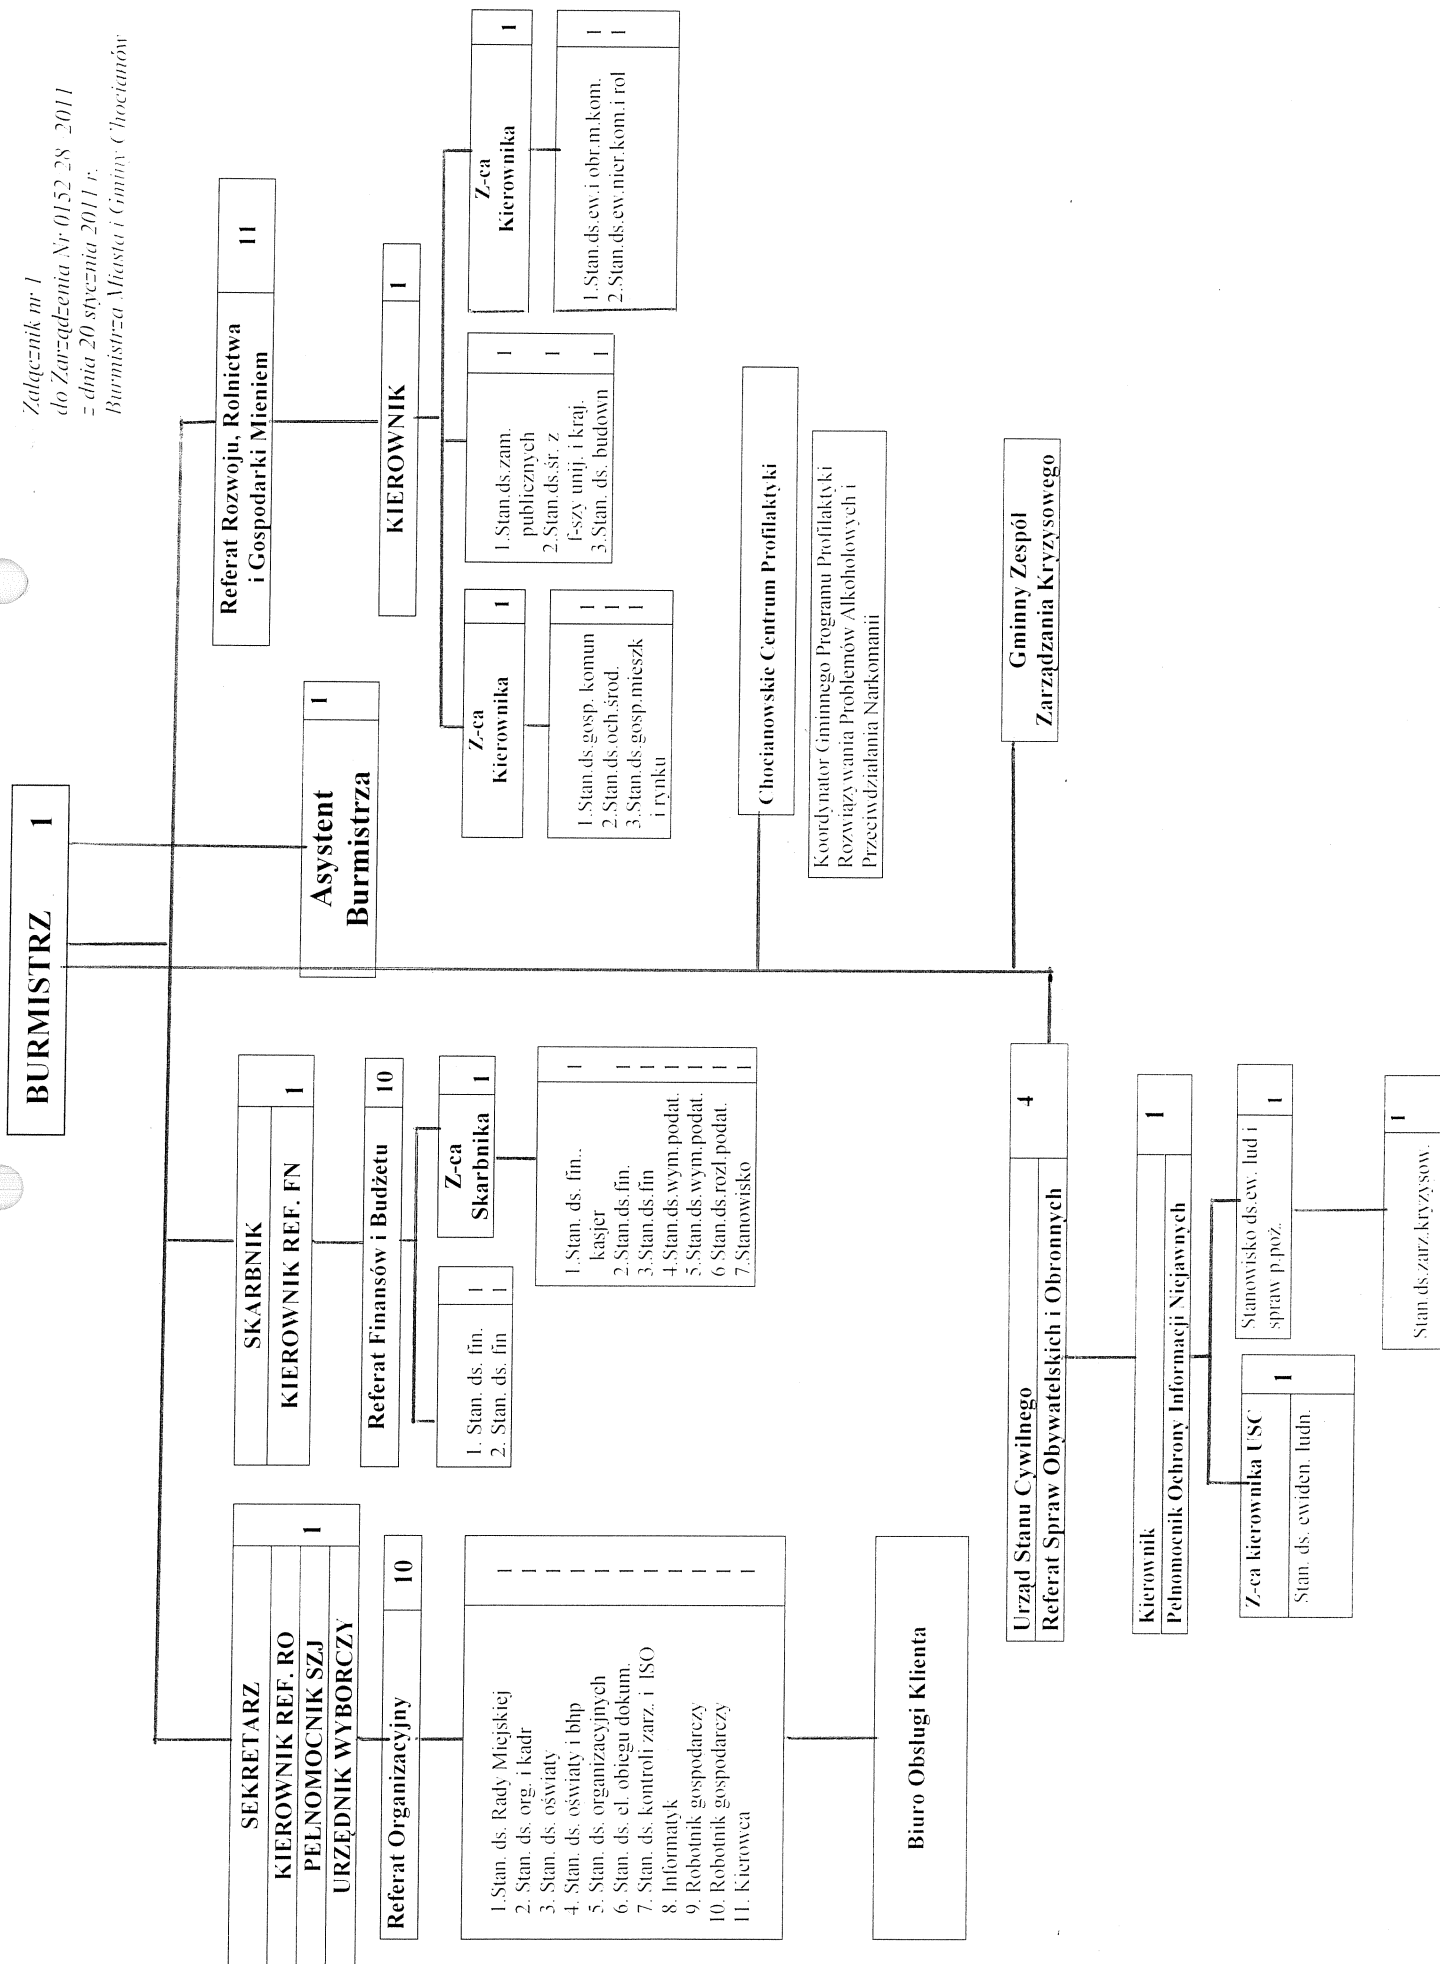 Załącznik nr 1
do Zarządzenia Nr 0152-28-2011
z dnia 20 stycznia 2011 r.
Burmistrza Miasta i Gminy Chocianów
BURMISTRZ 1
SEKRETARZ
KIEROWNIK REF. RO
PEŁNOMOCNIK SZJ 1
URZĘDNIK WYBORCZY
Referat Organizacyjny 10
1.Stan. ds. Rady Miejskiej 1
2. Stan. ds. org. i kadr 1
3. Stan. ds. oświaty 1
4. Stan. ds. oświaty i bhp 1
5. Stan. ds. organizacyjnych 1
6. Stan. ds. el. obiegu dokum. 1
7. Stan. ds. kontroli zarz. i ISO 1
8. Informatyk 1
9. Robotnik gospodarczy 1
10. Robotnik gospodarczy 1
11. Kierowca 1
Biuro Obsługi Klienta
SKARBNIK
KIEROWNIK REF. FN 1
Referat Finansów i Budżetu 10
1. Stan. ds. fin. 1
2. Stan. ds. fin 1
Z-ca
Skarbnika 1
1.Stan. ds. fin.. 1
kasjer
2.Stan.ds.fin. 1
3.Stan.ds.fin 1
4.Stan.ds.wym.podat. 1
5.Stan.ds.wym.podat. 1
6 Stan.ds.rozl.podat. 1
7.Stanowisko 1
Asystent 1
Burmistrza
Referat Rozwoju, Rolnictwa 11
i Gospodarki Mieniem
KIEROWNIK 1
Z-ca 1
Kierownika
1.Stan.ds.gosp. komun 1
2.Stan.ds.och.środ. 1
3.Stan.ds.gosp.mieszk 1
i rynku
1.Stan.ds.zam. 1
publicznych
2.Stan.ds.śr. z 1
f-szy unij. i kraj.
3.Stan. ds. budown 1
Z-ca 1
Kierownika
1.Stan.ds.ew.i obr.m.kom. 1
2.Stan.ds.ew.nier.kom.i rol 1
Chocianowskie Centrum Profilaktyki
Koordynator Gminnego Programu Profilaktyki
Rozwiązywania Problemów Alkoholowych i
Przeciwdziałania Narkomanii
Gminny Zespół
Zarządzania Kryzysowego
Urząd Stanu Cywilnego 4
Referat Spraw Obywatelskich i Obronnych
Kierownik 1
Pełnomocnik Ochrony Informacji Niejawnych
Z-ca kierownika USC 1
Stan. ds. ewiden. ludn.
Stanowisko ds.ew. lud i 1
spraw p.poż.
1
Stan.ds.zarz.kryzysow.